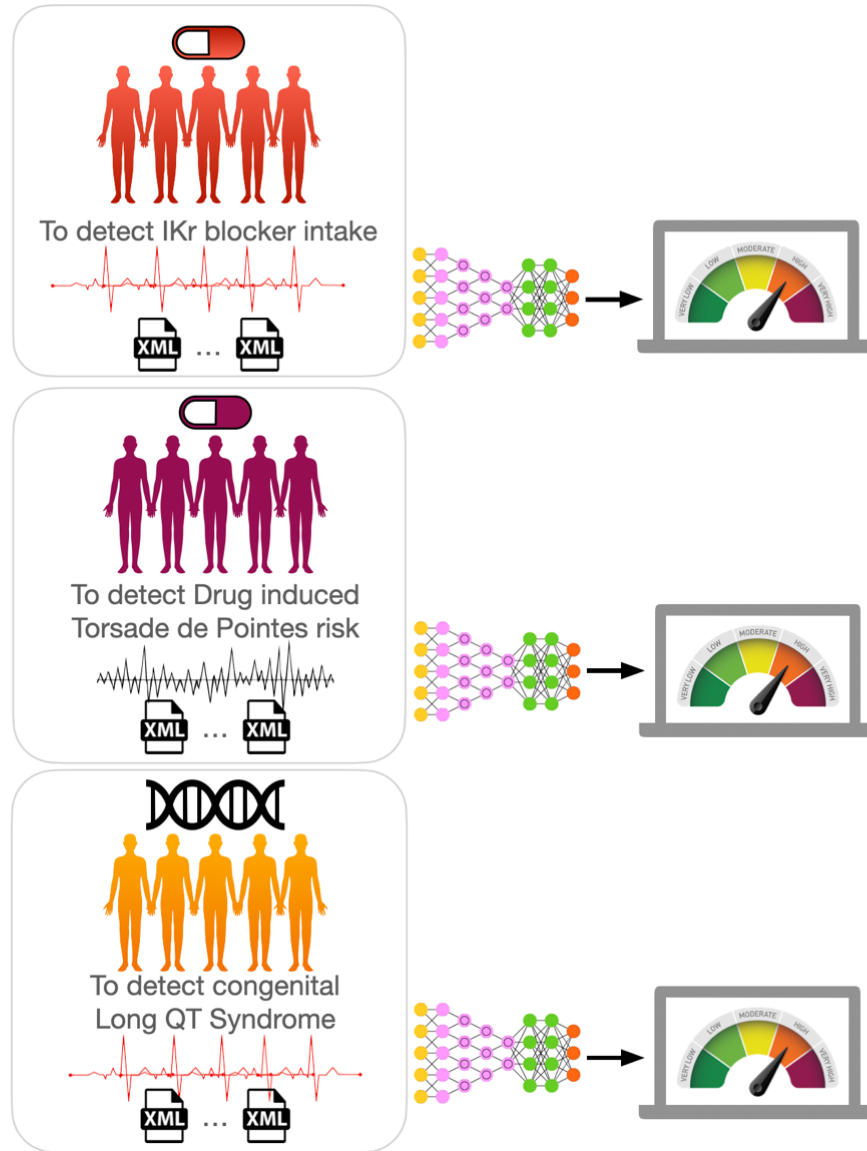 To detect IKr blocker intake
XML ... XML
VERY LOW LOW MODERATE HIGH VERY HIGH
To detect Drug induced
Torsade de Pointes risk
XML ... XML
VERY LOW LOW MODERATE HIGH VERY HIGH
To detect congenital
Long QT Syndrome
XML ... XML
VERY LOW LOW MODERATE HIGH VERY HIGH